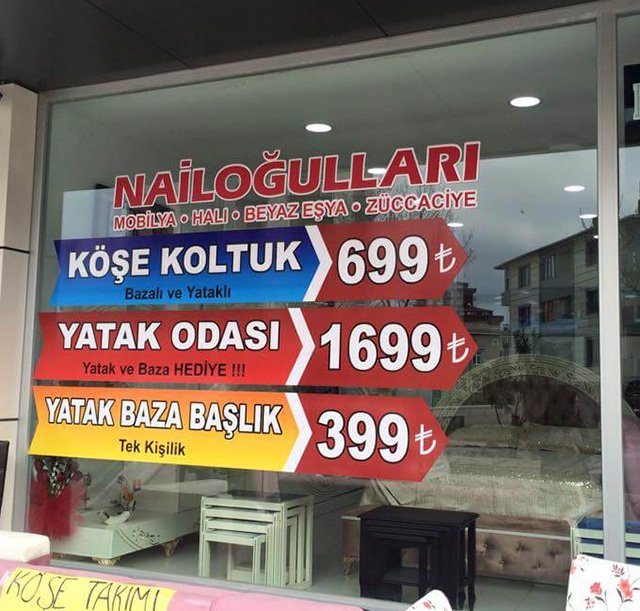 NAİLOĞULLARI
MOBİLYA • HALI • BEYAZ EŞYA • ZÜCCACİYE
KÖŞE KOLTUK 699 ₺
Bazalı ve Yataklı
YATAK ODASI 1699 ₺
Yatak ve Baza HEDİYE !!!
YATAK BAZA BAŞLIK 399 ₺
Tek Kişilik
KÖŞE TAKIMI